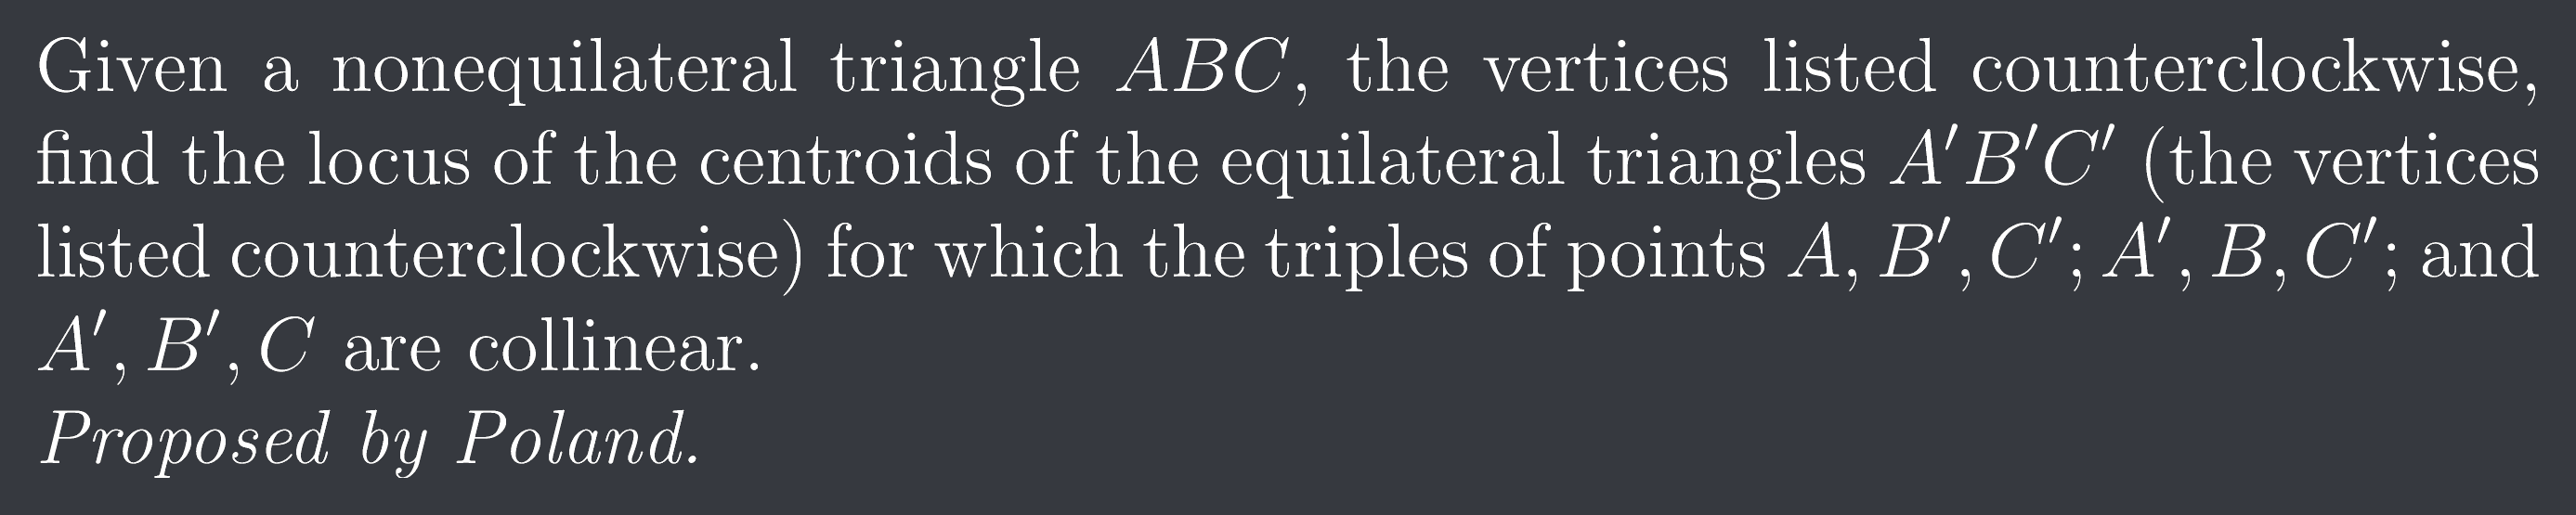 Given a nonequilateral triangle ABC, the vertices listed counterclockwise,
find the locus of the centroids of the equilateral triangles A′B′C′ (the vertices
listed counterclockwise) for which the triples of points A, B′, C′; A′, B, C′; and
A′, B′, C are collinear.
Proposed by Poland.